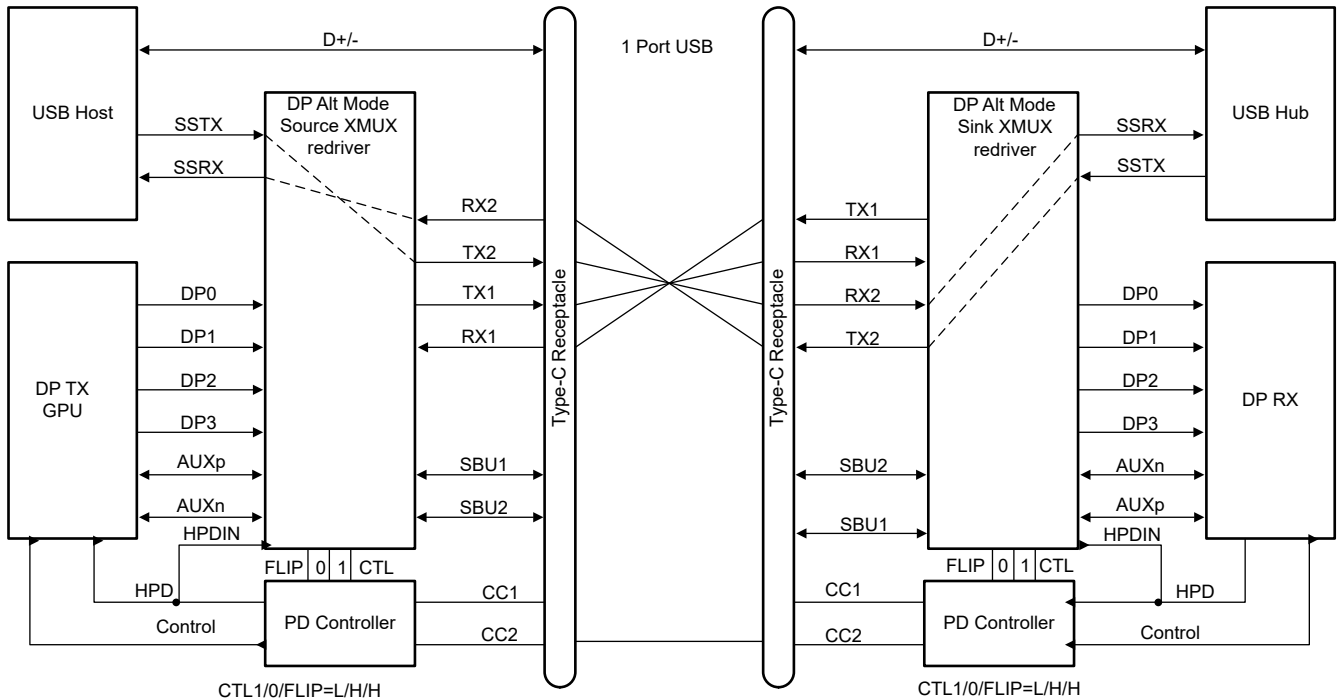 D+/-
1 Port USB
D+/-
USB Host
DP Alt Mode
Source XMUX
redriver
DP Alt Mode
Sink XMUX
redriver
USB Hub
SSTX
SSRX
SSRX
SSTX
RX2
TX2
TX1
RX1
TX1
RX1
RX2
TX2
Type-C Receptacle
Type-C Receptacle
DP TX
GPU
DP0
DP1
DP2
DP3
AUXp
AUXn
HPDIN
SBU1
SBU2
SBU2
SBU1
DP0
DP1
DP2
DP3
AUXn
AUXp
HPDIN
DP RX
FLIP 0 1 CTL
FLIP 0 1 CTL
HPD
Control
PD Controller
CC1
CC2
CC1
CC2
PD Controller
HPD
Control
CTL1/0/FLIP=L/H/H
CTL1/0/FLIP=L/H/H